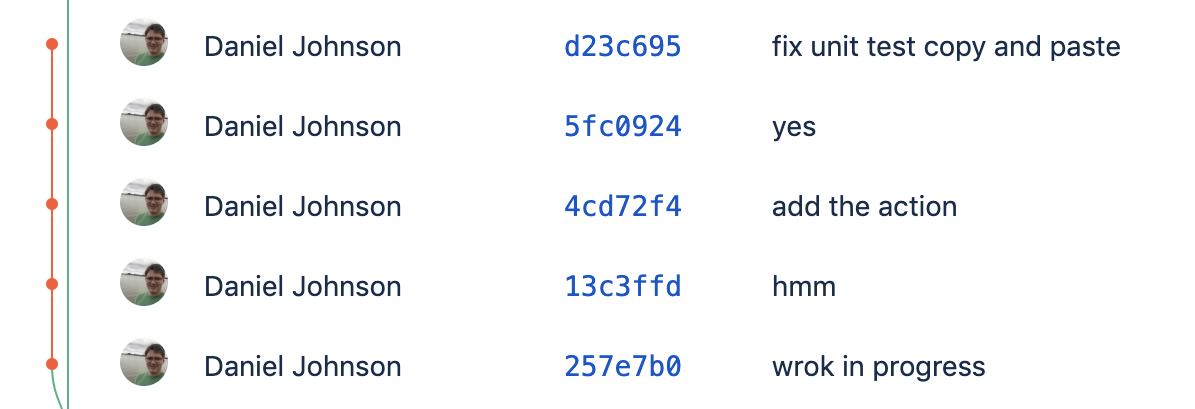 Daniel Johnson d23c695 fix unit test copy and paste
Daniel Johnson 5fc0924 yes
Daniel Johnson 4cd72f4 add the action
Daniel Johnson 13c3ffd hmm
Daniel Johnson 257e7b0 wrok in progress